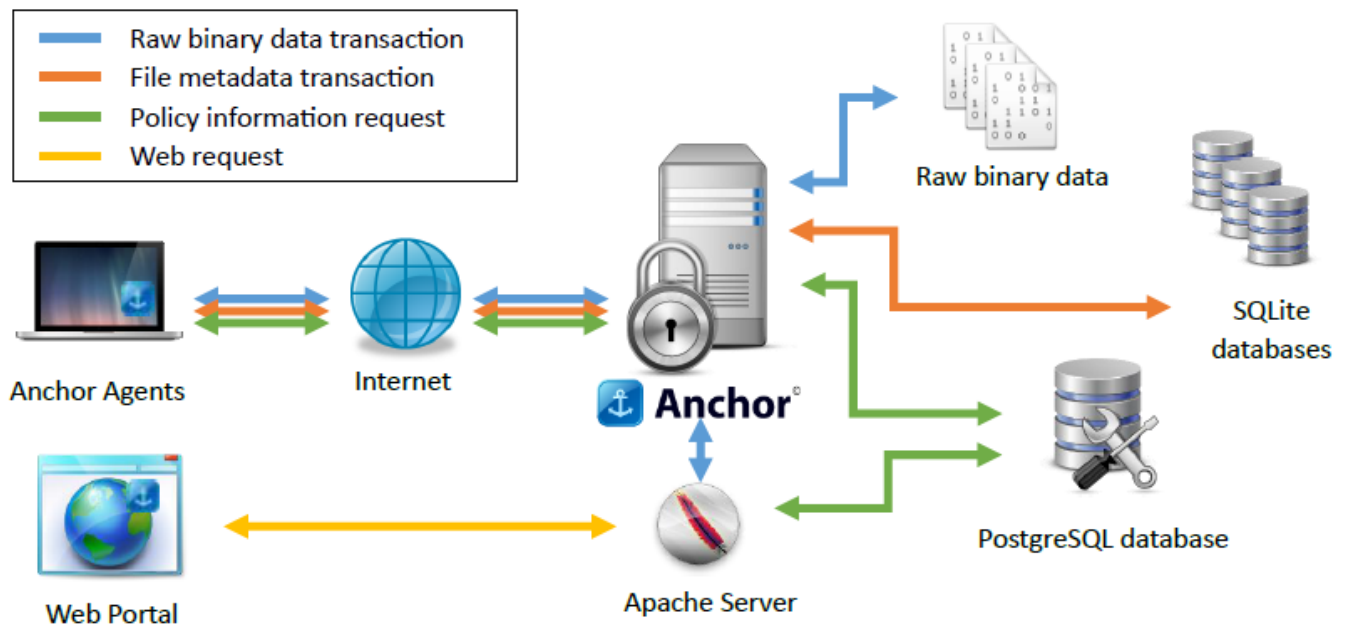 Raw binary data transaction
File metadata transaction
Policy information request
Web request
Raw binary data
SQLite
databases
Anchor Agents
Internet
Anchor©
PostgreSQL database
Web Portal
Apache Server